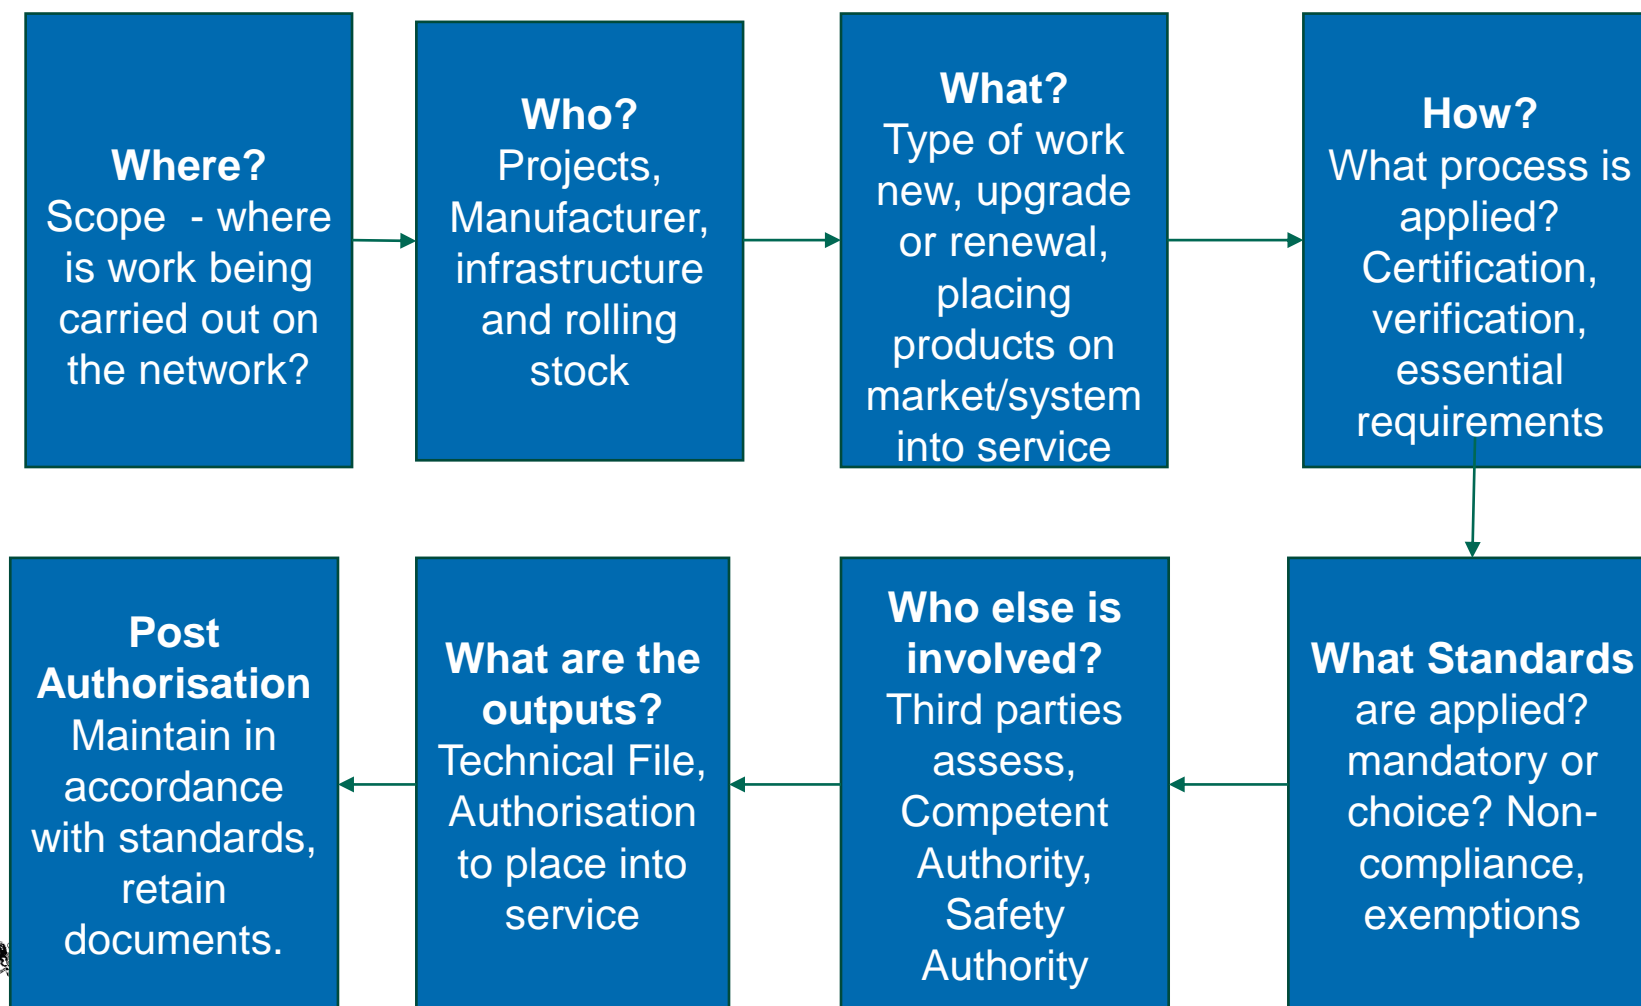 Where?
Scope - where
is work being
carried out on
the network?
Who?
Projects,
Manufacturer,
infrastructure
and rolling
stock
What?
Type of work
new, upgrade
or renewal,
placing
products on
market/system
into service
How?
What process is
applied?
Certification,
verification,
essential
requirements
What Standards
are applied?
mandatory or
choice? Non-
compliance,
exemptions
Who else is
involved?
Third parties
assess,
Competent
Authority,
Safety
Authority
What are the
outputs?
Technical File,
Authorisation
to place into
service
Post
Authorisation
Maintain in
accordance
with standards,
retain
documents.